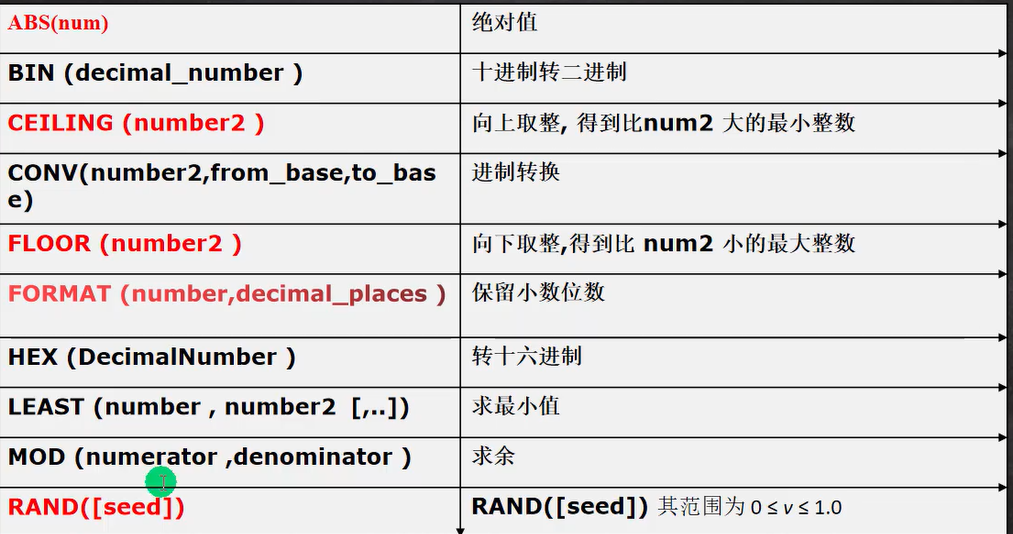 ABS(num) 绝对值
BIN (decimal_number ) 十进制转二进制
CEILING (number2 ) 向上取整, 得到比num2 大的最小整数
CONV(number2,from_base,to_bas 进制转换
e)
FLOOR (number2 ) 向下取整,得到比 num2 小的最大整数
FORMAT (number,decimal_places ) 保留小数位数
HEX (DecimalNumber ) 转十六进制
LEAST (number , number2 [,..]) 求最小值
MOD (numerator ,denominator ) 求余
RAND([seed]) RAND([seed]) 其范围为 0 ≤ v ≤ 1.0